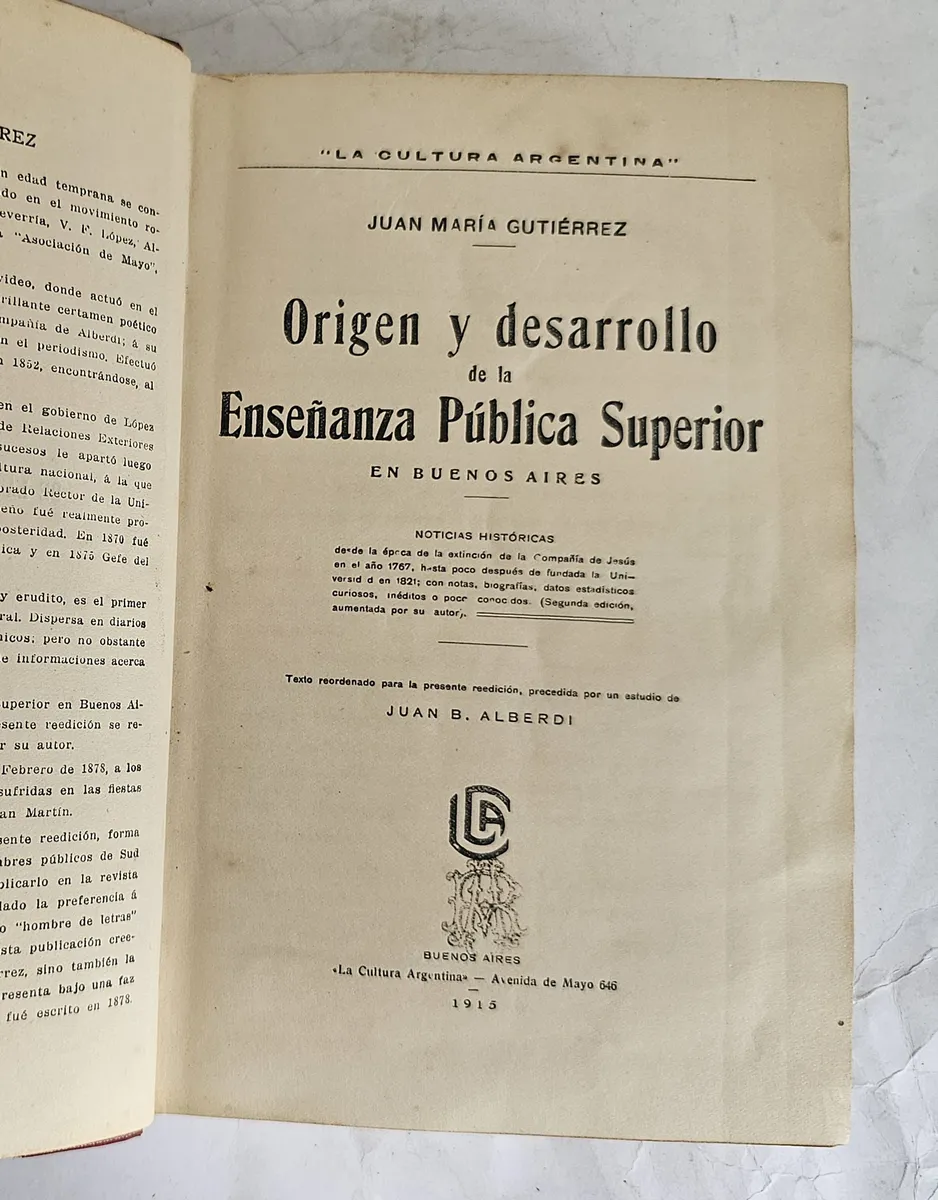 REZ
n edad temprana se con-
do en el movimiento ro-
everría, V. F. López, Al-
"Asociación de Mayo",
video, donde actuó en el
rillante certamen poético
mpañía de Alberdi; á su
n el periodismo. Efectuó
1852, encontrándose, al
en el gobierno de López
de Relaciones Exteriores
sucesos le apartó luego
ltura nacional, á la que
brado Rector de la Uni-
eño fué realmente pro-
posteridad. En 1870 fué
ica y en 1875 Gefe del
y erudito, es el primer
ral. Dispersa en diarios
nicos; pero no obstante
e informaciones acerca
uperior en Buenos Al-
esente reedición se re-
r su autor.
Febrero de 1878, a los
sufridas en las fiestas
an Martín.
sente reedición, forma
mbres públicos de Sud
blicarlo en la revista
dado la preferencia á
o "hombre de letras"
sta publicación cree-
rrez, sino también la
resenta bajo una faz
fué escrito en 1878.
"LA CULTURA ARGENTINA"
JUAN MARÍA GUTIÉRREZ
Origen y desarrollo
de la
Enseñanza Pública Superior
EN BUENOS AIRES
NOTICIAS HISTÓRICAS
desde la época de la extinción de la Compañía de Jesús
en el año 1767, hasta poco después de fundada la Uni-
versid d en 1821; con notas, biografías, datos estadísticos
curiosos, inéditos o poco conoc dos. (Segunda edición,
aumentada por su autor).
Texto reordenado para la presente reedición, precedida por un estudio de
JUAN B. ALBERDI
LCA
BUENOS AIRES
«La Cultura Argentina» — Avenida de Mayo 646
1915